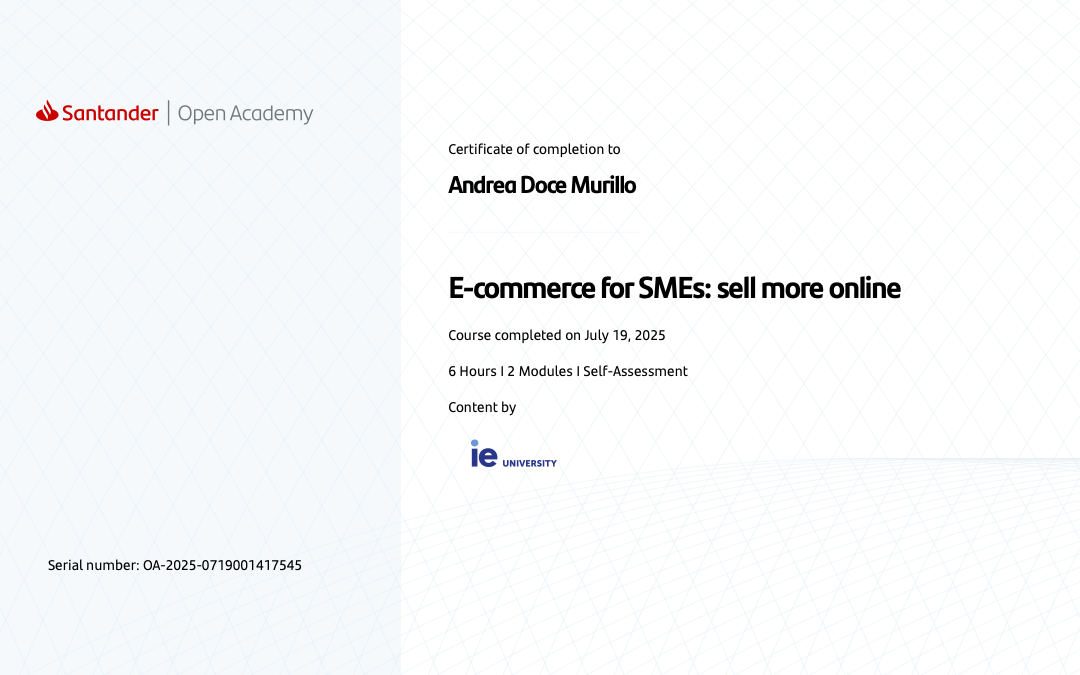 Santander | Open Academy
Certificate of completion to
Andrea Doce Murillo
E-commerce for SMEs: sell more online
Course completed on July 19, 2025
6 Hours I 2 Modules I Self-Assessment
Content by
ie UNIVERSITY
Serial number: OA-2025-0719001417545